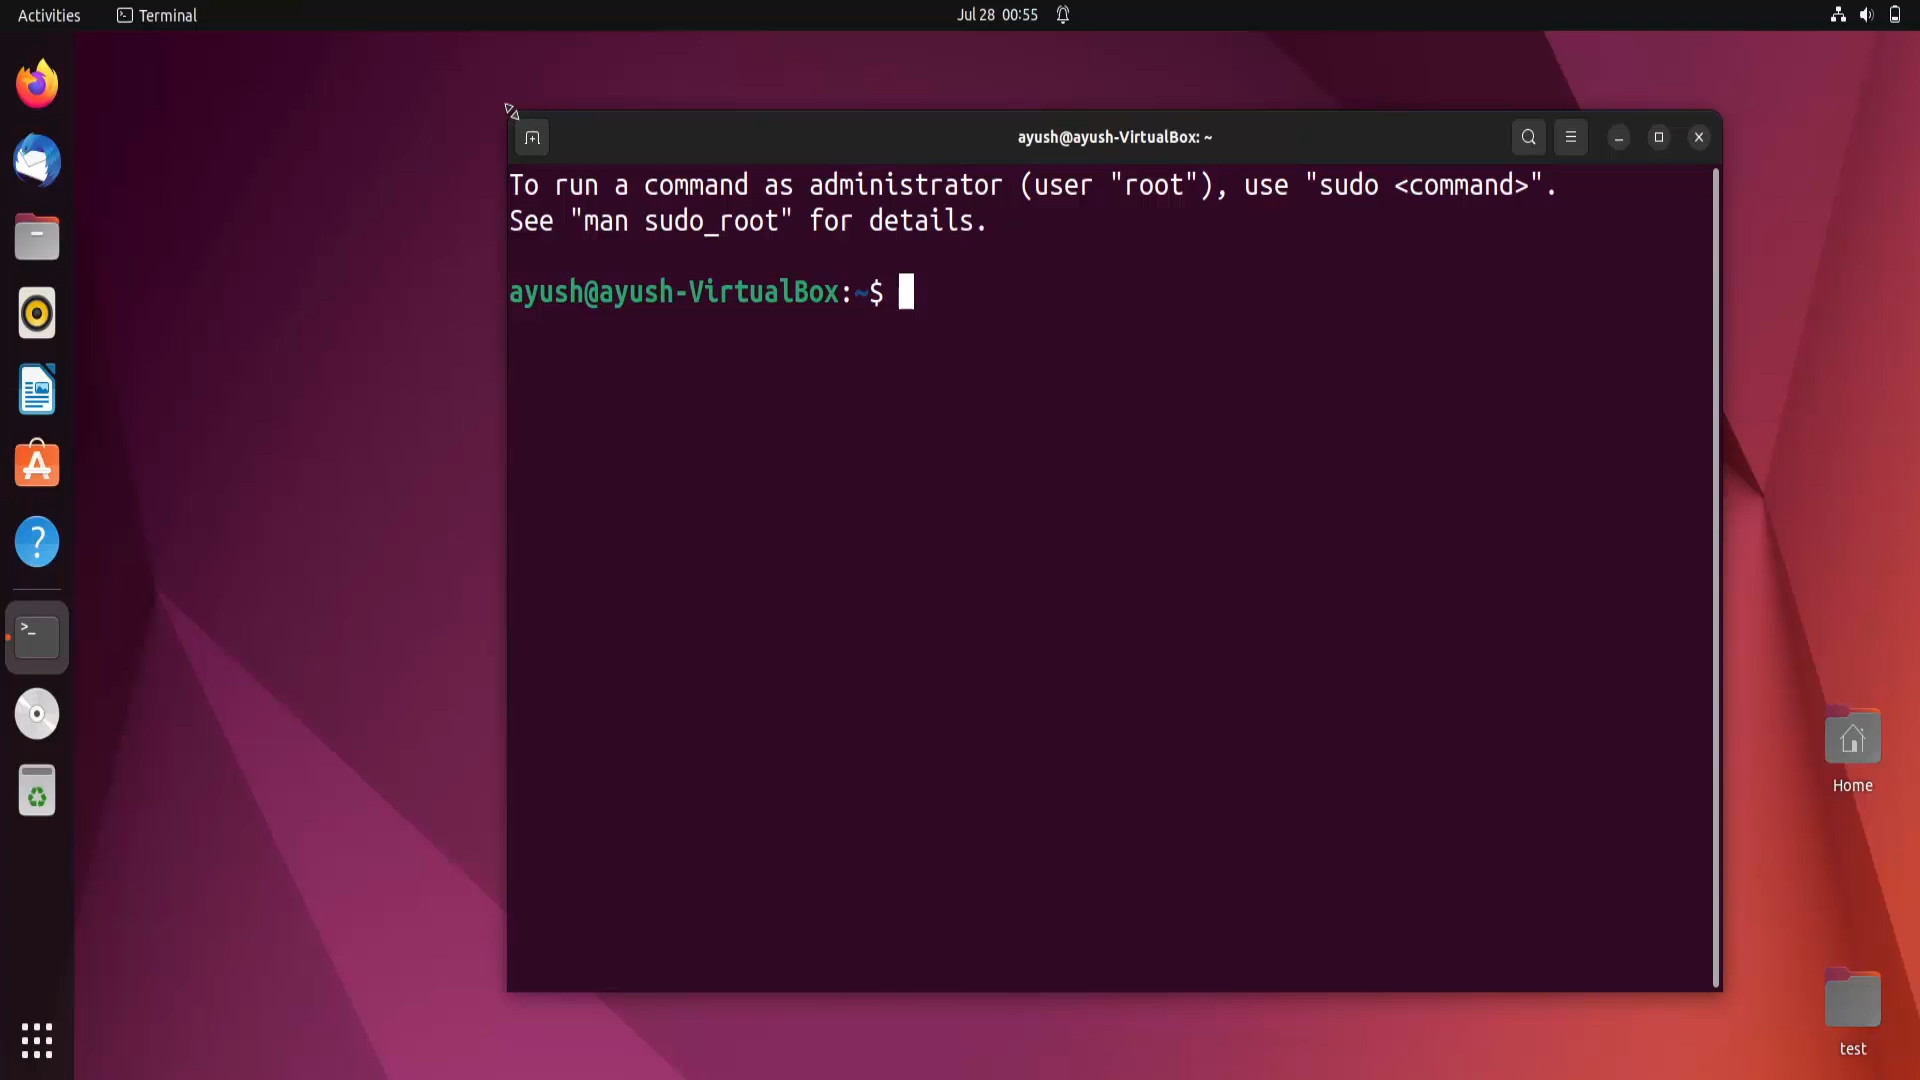 Activities Terminal Jul 28 00:55
ayush@ayush-VirtualBox: ~
To run a command as administrator (user "root"), use "sudo <command>".
See "man sudo_root" for details.
ayush@ayush-VirtualBox:~$
Home
test